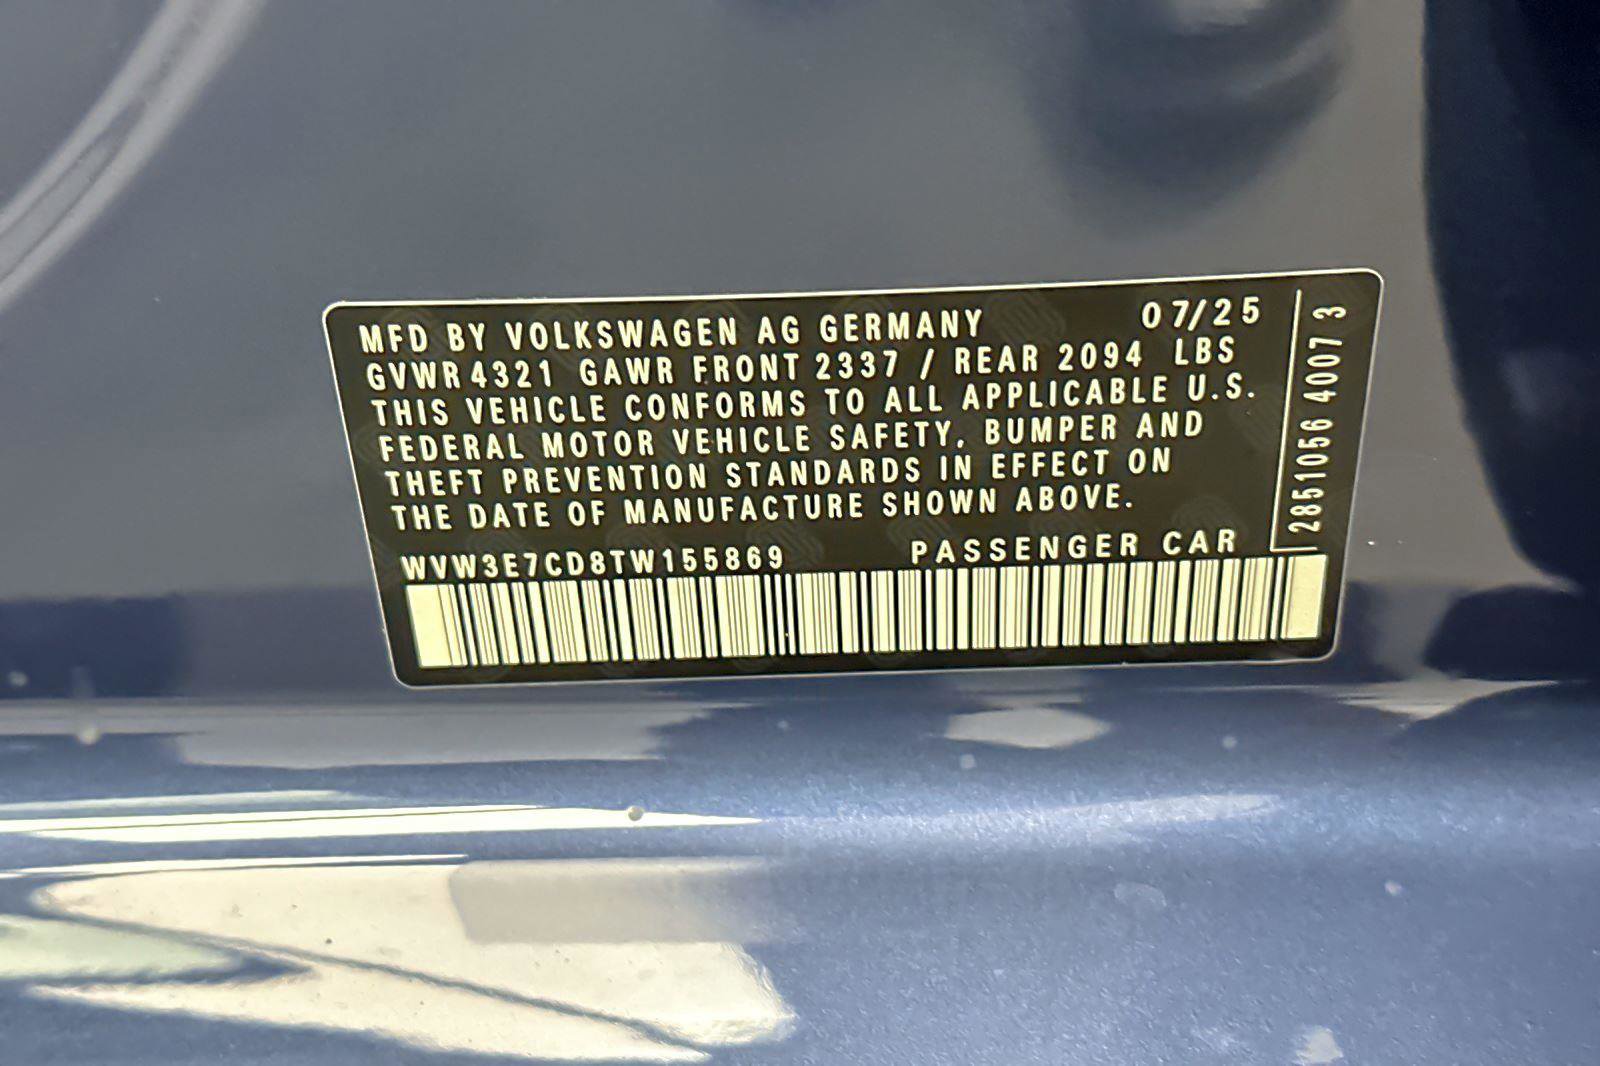 MFD BY VOLKSWAGEN AG GERMANY 07/25
GVWR 4321 GAWR FRONT 2337 / REAR 2094 LBS
THIS VEHICLE CONFORMS TO ALL APPLICABLE U.S.
FEDERAL MOTOR VEHICLE SAFETY, BUMPER AND
THEFT PREVENTION STANDARDS IN EFFECT ON
THE DATE OF MANUFACTURE SHOWN ABOVE.
WVW3E7CD8TW155869 PASSENGER CAR
2851056 4007 3